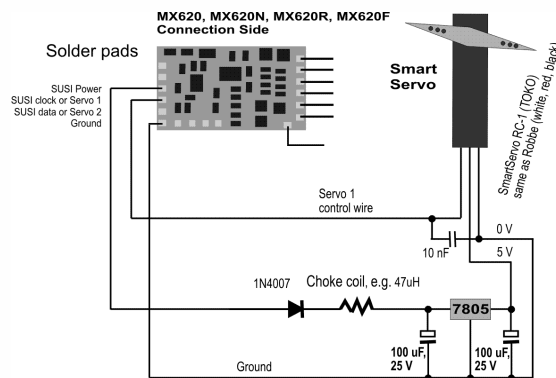 MX620, MX620N, MX620R, MX620F
Connection Side
Solder pads
SUSI Power
SUSI clock or Servo 1
SUSI data or Servo 2
Ground
Smart
Servo
SmartServo RC-1 (TOKO)
same as Robbe (white, red, black)
Servo 1
control wire
0 V
10 nF
5 V
1N4007
Choke coil, e.g. 47uH
7805
100 uF,
25 V
100 uF,
25 V
Ground